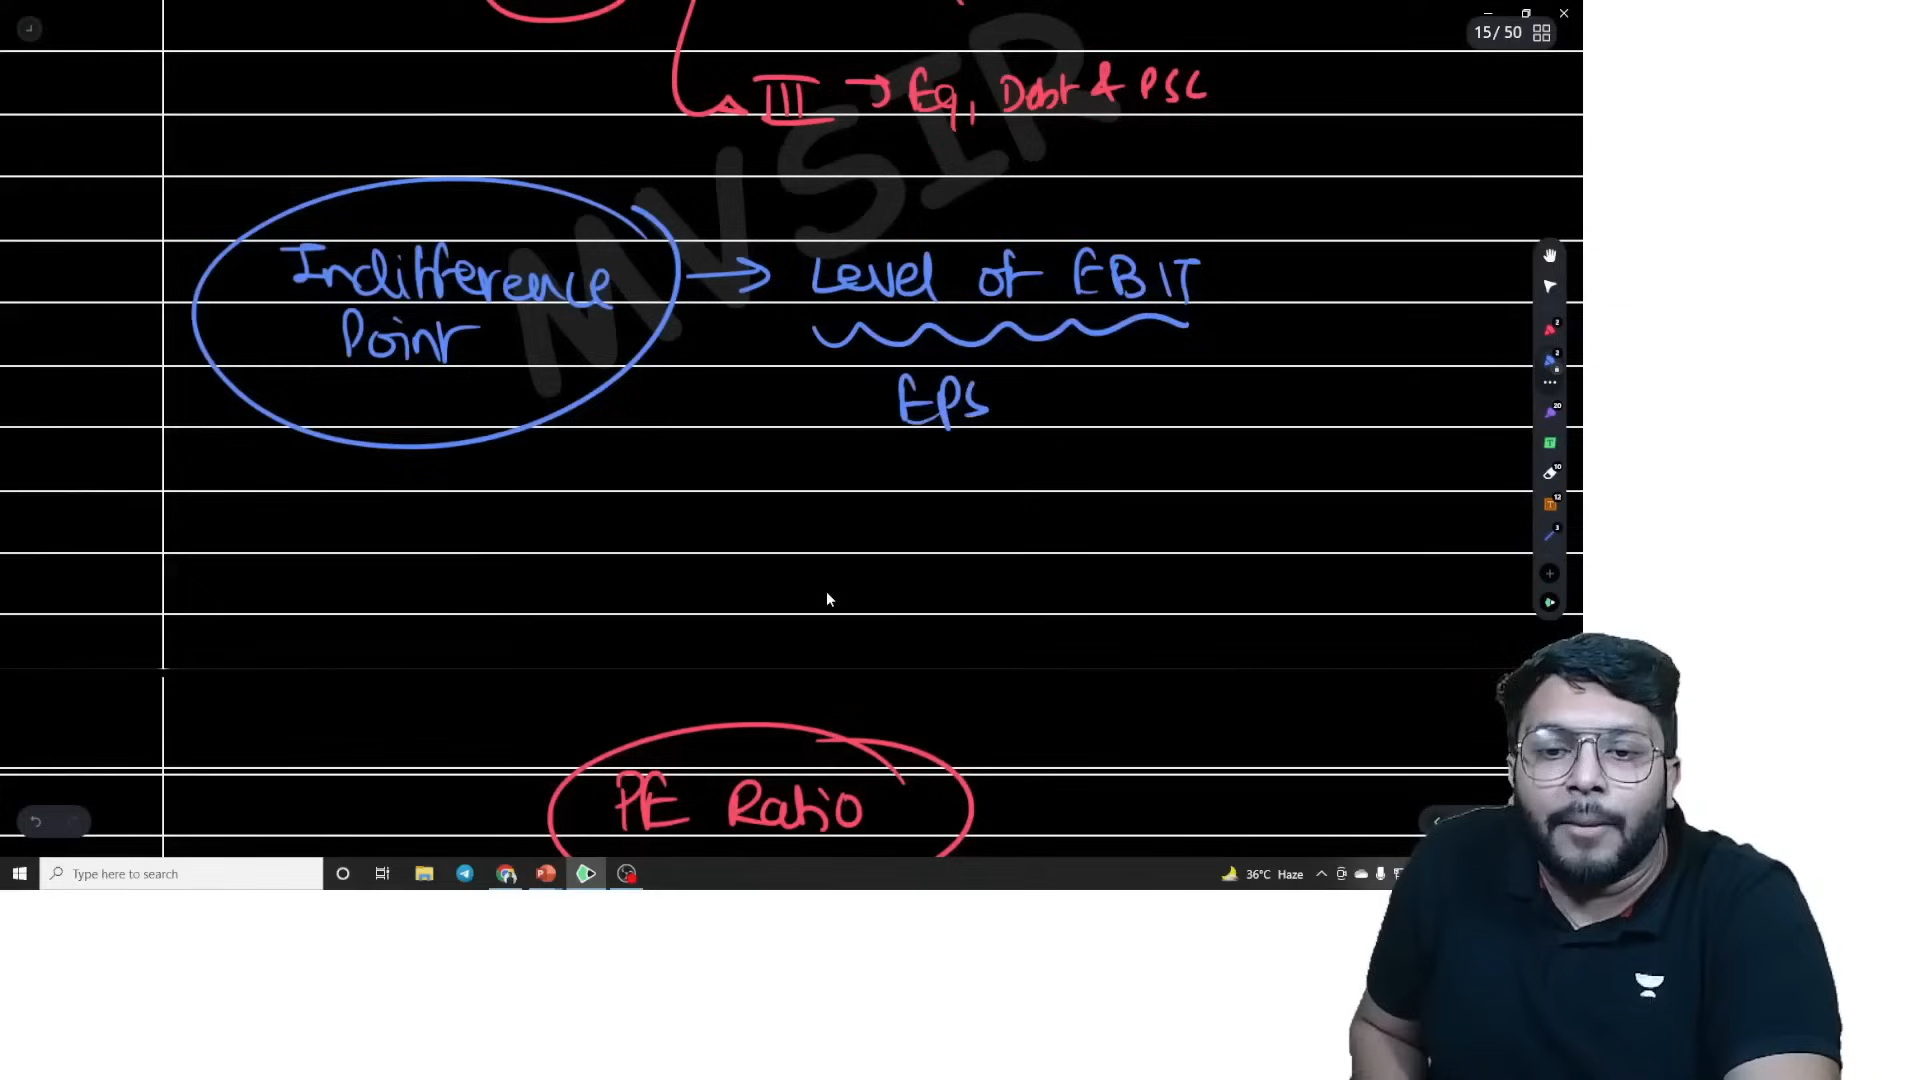 15/ 50
III → Eq, Debt & PSC
MVSIR
Indifference → Level of EBIT
Point
EPS
PE Ratio
Type here to search
36°C Haze